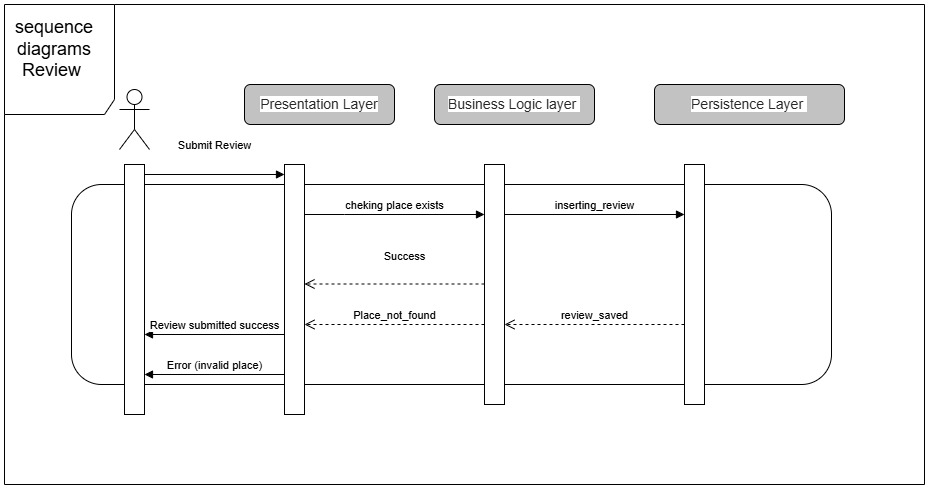 sequence
diagrams
Review
Presentation Layer
Business Logic layer
Persistence Layer
Submit Review
cheking place exists
inserting_review
Success
Place_not_found
review_saved
Review submitted success
Error (invalid place)